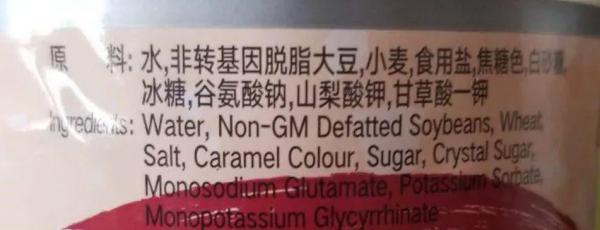 原 料: 水,非转基因脱脂大豆,小麦,食用盐,焦糖色,白砂糖,
冰糖,谷氨酸钠,山梨酸钾,甘草酸一钾
Ingredients: Water, Non-GM Defatted Soybeans, Wheat,
Salt, Caramel Colour, Sugar, Crystal Sugar,
Monosodium Glutamate, Potassium Sorbate,
Monopotassium Glycyrrhinate